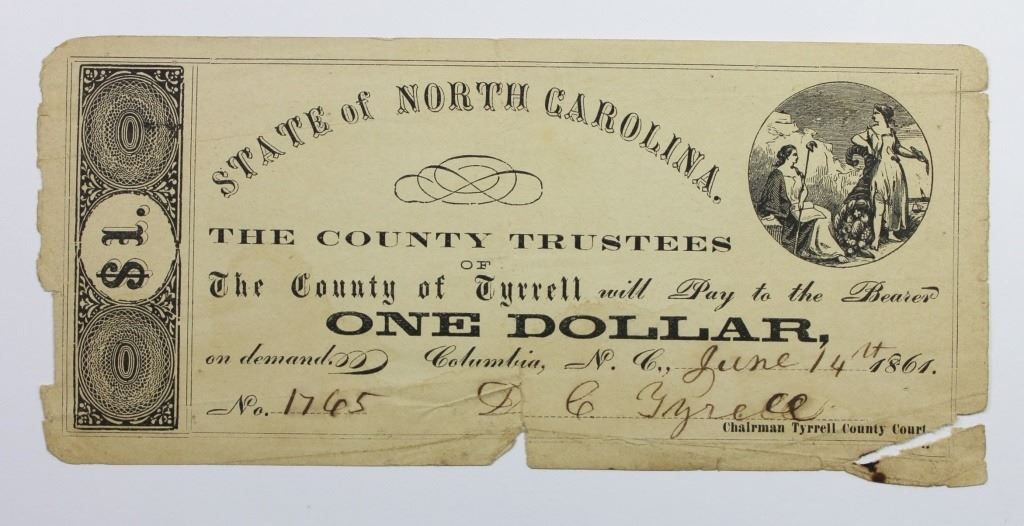 $1.
STATE of NORTH CAROLINA.
THE COUNTY TRUSTEES
OF
The County of Tyrrell will Pay to the Bearer
ONE DOLLAR,
on demand. Columbia, N. C., June 14th 1861.
No. 1765 D C Tyrell
Chairman Tyrrell County Court